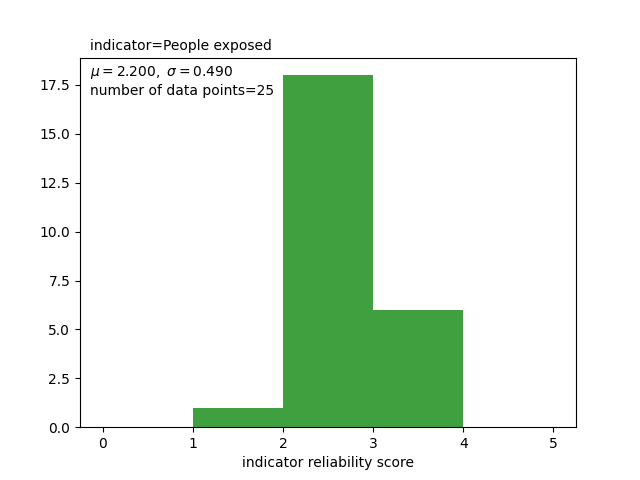 indicator=People exposed
μ = 2.200, σ = 0.490
number of data points=25
17.5
15.0
12.5
10.0
7.5
5.0
2.5
0.0
0 1 2 3 4 5
indicator reliability score